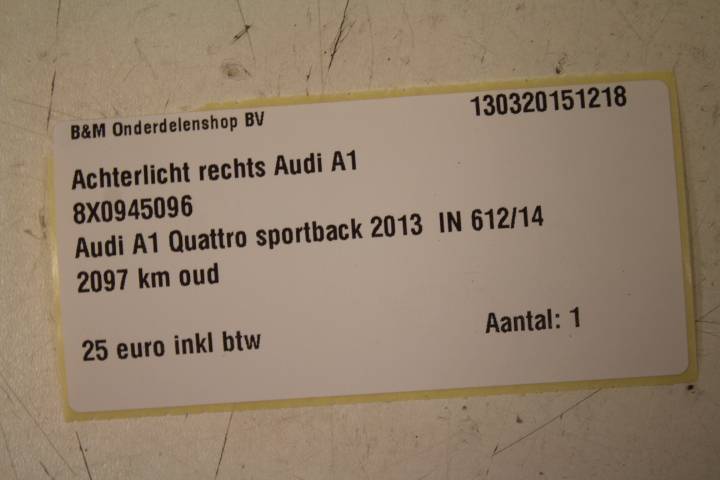 B&M Onderdelenshop BV 130320151218
Achterlicht rechts Audi A1
8X0945096
Audi A1 Quattro sportback 2013 IN 612/14
2097 km oud
25 euro inkl btw Aantal: 1